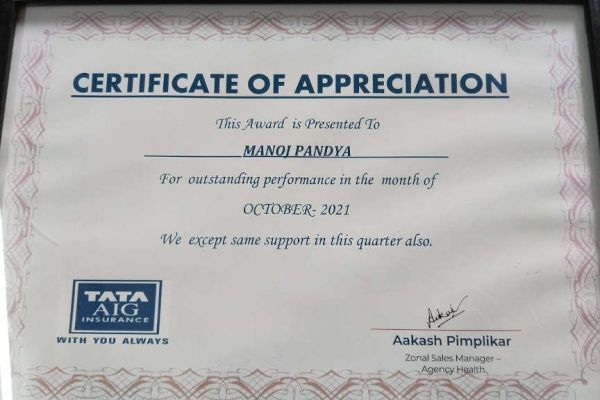 CERTIFICATE OF APPRECIATION
This Award is Presented To
MANOJ PANDYA
For outstanding performance in the month of
OCTOBER- 2021
We except same support in this quarter also.
TATA
AIG
INSURANCE
WITH YOU ALWAYS
Aakash
Aakash Pimplikar
Zonal Sales Manager –
Agency Health